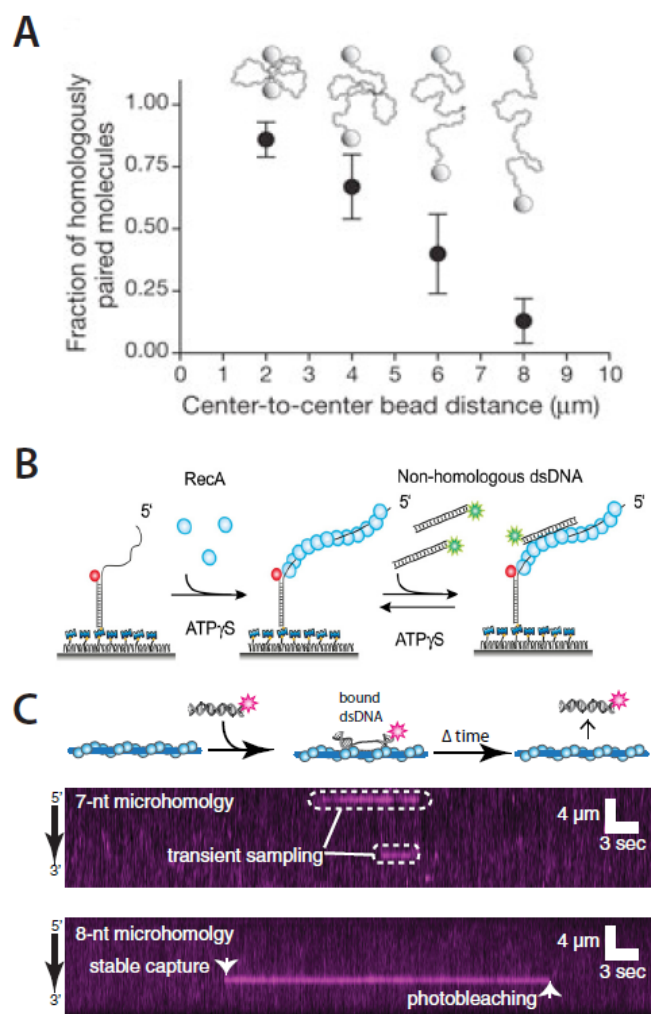 A
Fraction of homologously
paired molecules
1.00
0.75
0.50
0.25
0.00
0 1 2 3 4 5 6 7 8 9 10
Center-to-center bead distance (μm)
B
RecA
Non-homologous dsDNA
5'
5'
5'
ATPγS
ATPγS
C
bound
dsDNA
Δ time
7-nt microhomolgy
5'
3'
transient sampling
4 μm
3 sec
8-nt microhomolgy
5'
3'
stable capture
photobleaching
4 μm
3 sec